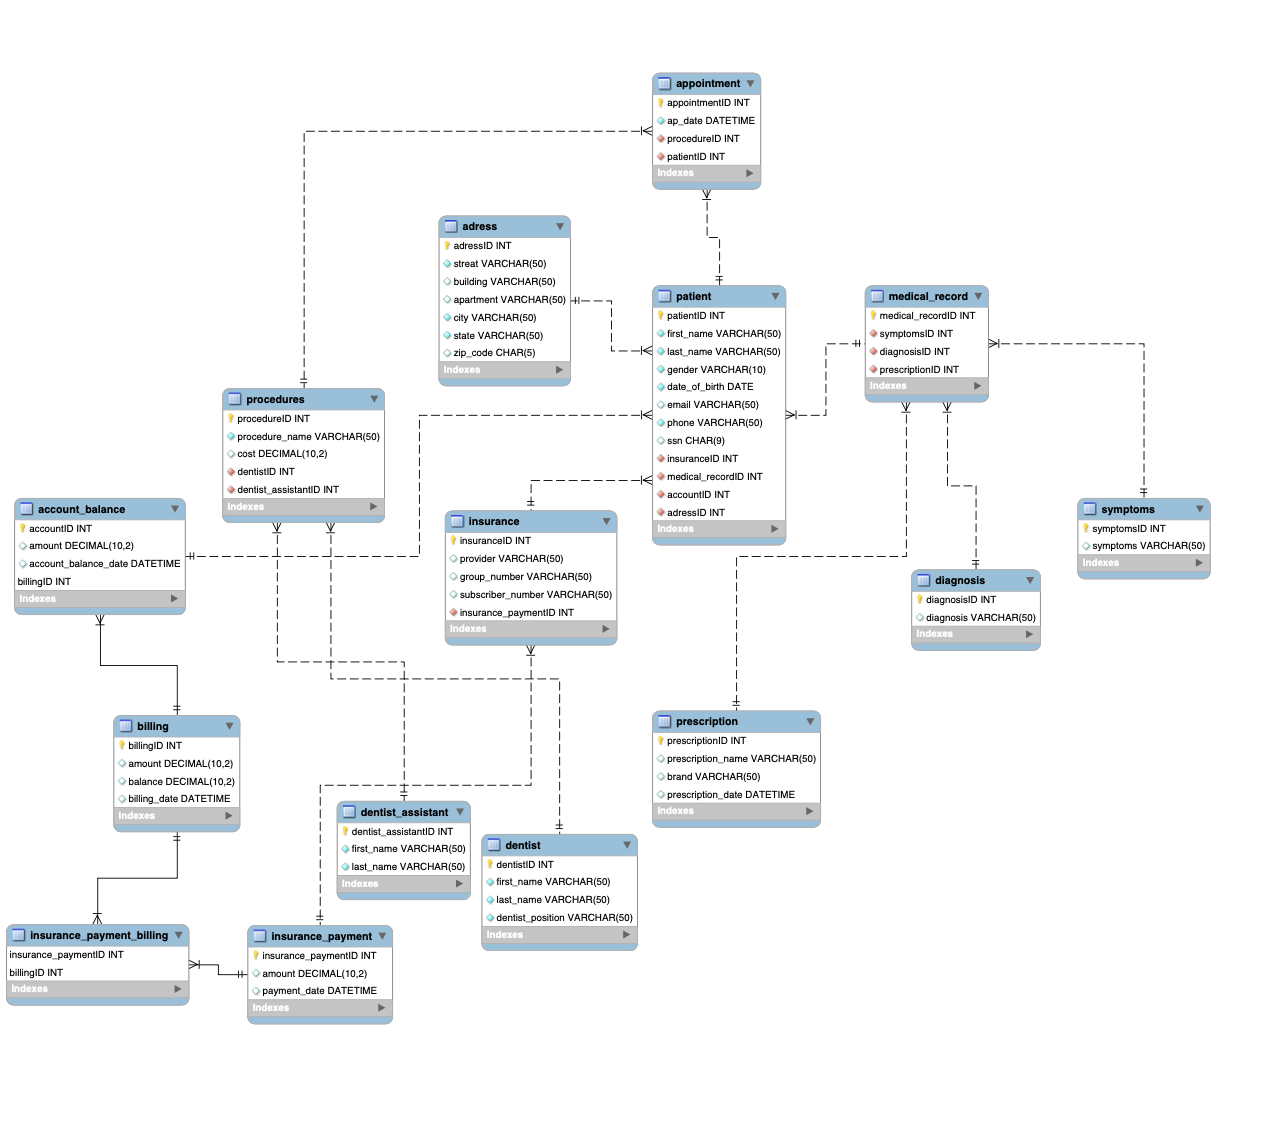 appointment
appointmentID INT
ap_date DATETIME
procedureID INT
patientID INT
Indexes
adress
adressID INT
streat VARCHAR(50)
building VARCHAR(50)
apartment VARCHAR(50)
city VARCHAR(50)
state VARCHAR(50)
zip_code CHAR(5)
Indexes
patient
patientID INT
first_name VARCHAR(50)
last_name VARCHAR(50)
gender VARCHAR(10)
date_of_birth DATE
email VARCHAR(50)
phone VARCHAR(50)
ssn CHAR(9)
insuranceID INT
medical_recordID INT
accountID INT
adressID INT
Indexes
medical_record
medical_recordID INT
symptomsID INT
diagnosisID INT
prescriptionID INT
Indexes
procedures
procedureID INT
procedure_name VARCHAR(50)
cost DECIMAL(10,2)
dentistID INT
dentist_assistantID INT
Indexes
account_balance
accountID INT
amount DECIMAL(10,2)
account_balance_date DATETIME
billingID INT
Indexes
insurance
insuranceID INT
provider VARCHAR(50)
group_number VARCHAR(50)
subscriber_number VARCHAR(50)
insurance_paymentID INT
Indexes
symptoms
symptomsID INT
symptoms VARCHAR(50)
Indexes
diagnosis
diagnosisID INT
diagnosis VARCHAR(50)
Indexes
billing
billingID INT
amount DECIMAL(10,2)
balance DECIMAL(10,2)
billing_date DATETIME
Indexes
prescription
prescriptionID INT
prescription_name VARCHAR(50)
brand VARCHAR(50)
prescription_date DATETIME
Indexes
dentist_assistant
dentist_assistantID INT
first_name VARCHAR(50)
last_name VARCHAR(50)
Indexes
dentist
dentistID INT
first_name VARCHAR(50)
last_name VARCHAR(50)
dentist_position VARCHAR(50)
Indexes
insurance_payment_billing
insurance_paymentID INT
billingID INT
Indexes
insurance_payment
insurance_paymentID INT
amount DECIMAL(10,2)
payment_date DATETIME
Indexes